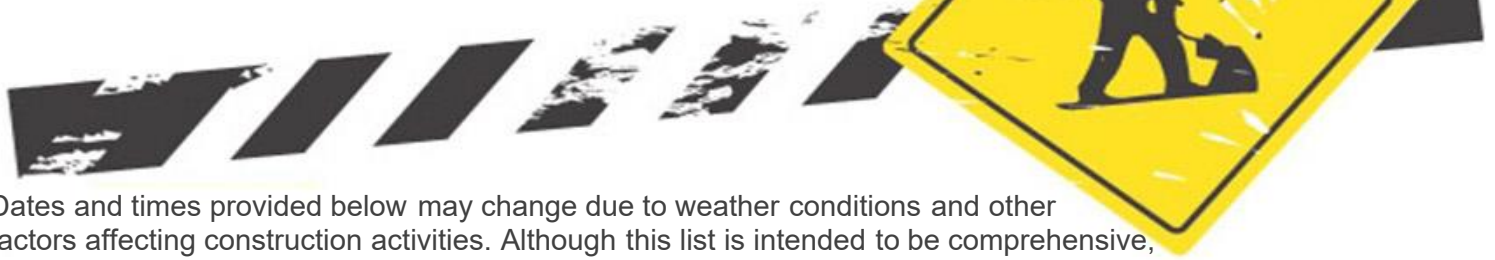 Dates and times provided below may change due to weather conditions and other
actors affecting construction activities. Although this list is intended to be comprehensive,